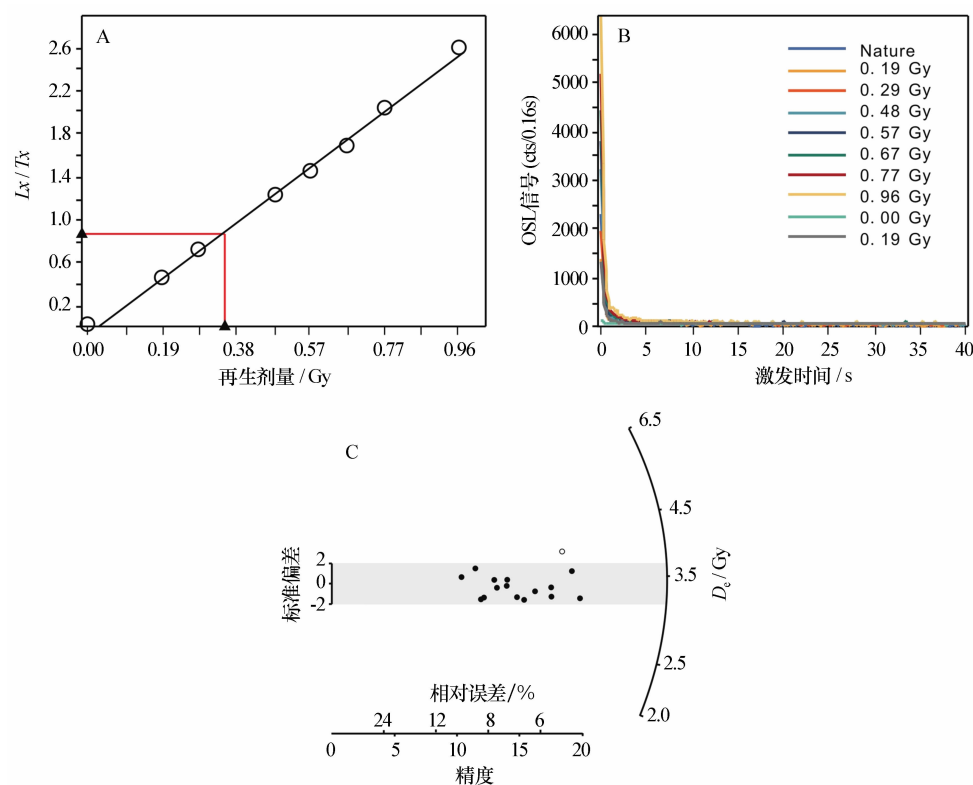 A
2.6
2.2
1.8
1.4
1.0
0.6
0.2
Lx / Tx
0.00 0.19 0.38 0.57 0.77 0.96
再生剂量 / Gy
B
6000
5000
4000
3000
2000
1000
0
OSL信号 (cts/0.16s)
Nature
0. 19 Gy
0. 29 Gy
0. 48 Gy
0. 57 Gy
0. 67 Gy
0. 77 Gy
0. 96 Gy
0. 00 Gy
0. 19 Gy
0 5 10 15 20 25 30 35 40
激发时间 / s
C
6.5
4.5
3.5
2.5
2.0
De / Gy
标准偏差
2
0
-2
相对误差/%
24 12 8 6
0 5 10 15 20
精度